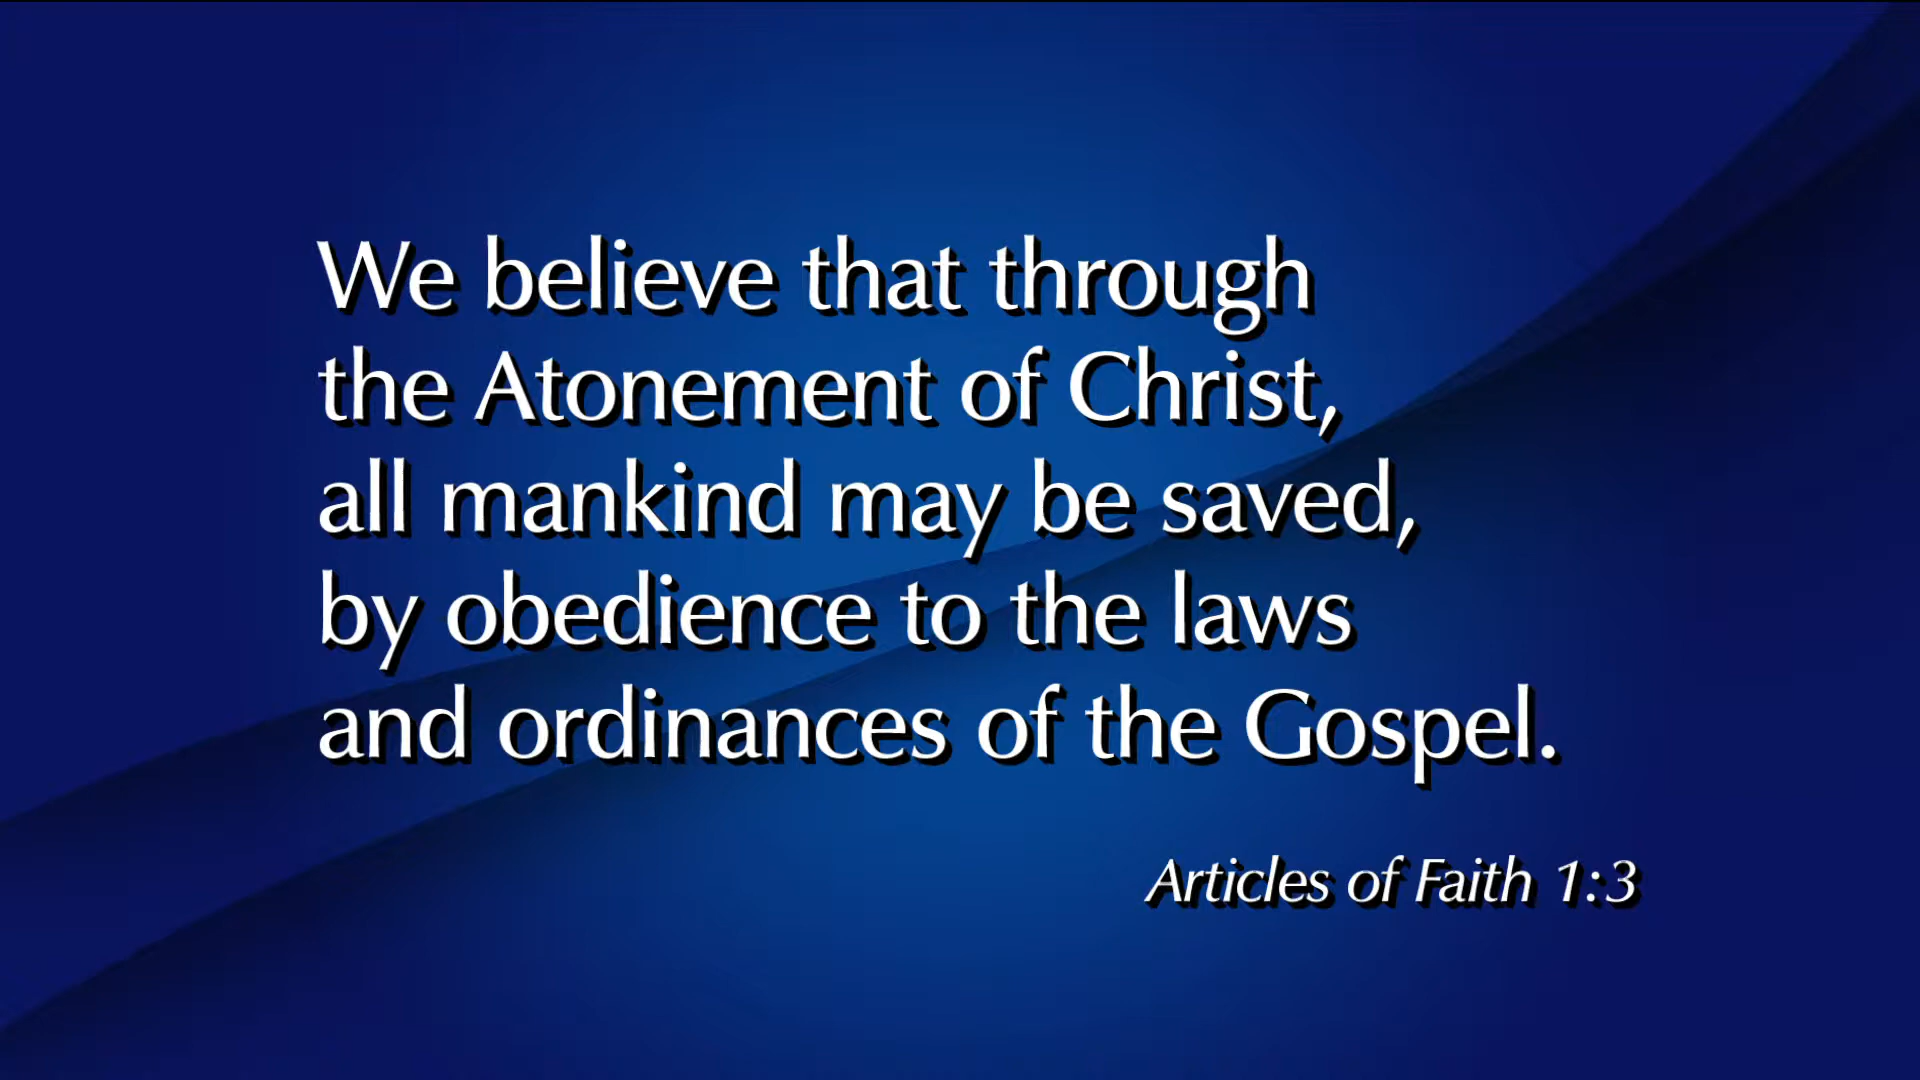 We believe that through
the Atonement of Christ,
all mankind may be saved,
by obedience to the laws
and ordinances of the Gospel.
Articles of Faith 1:3